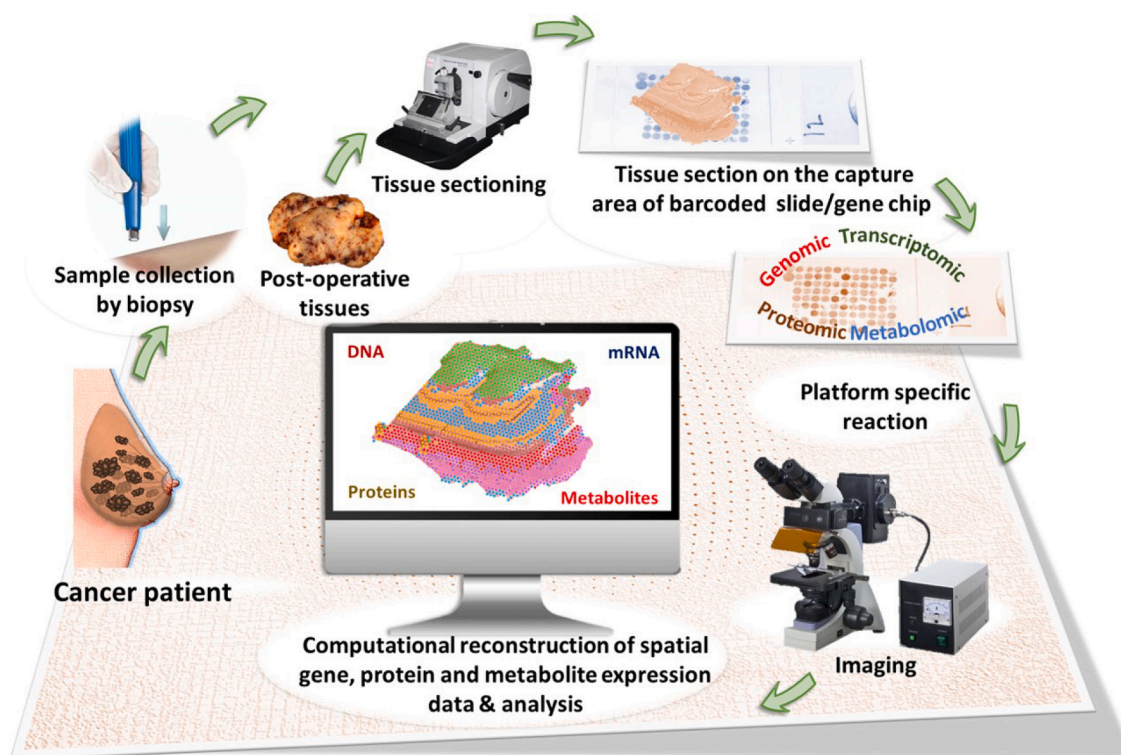 Tissue sectioning
Tissue section on the capture
area of barcoded slide/gene chip
12
Sample collection
by biopsy
Post-operative
tissues
Genomic Transcriptomic
Proteomic Metabolomic
Platform specific
reaction
DNA
mRNA
Proteins
Metabolites
Cancer patient
Computational reconstruction of spatial
gene, protein and metabolite expression
data & analysis
Imaging